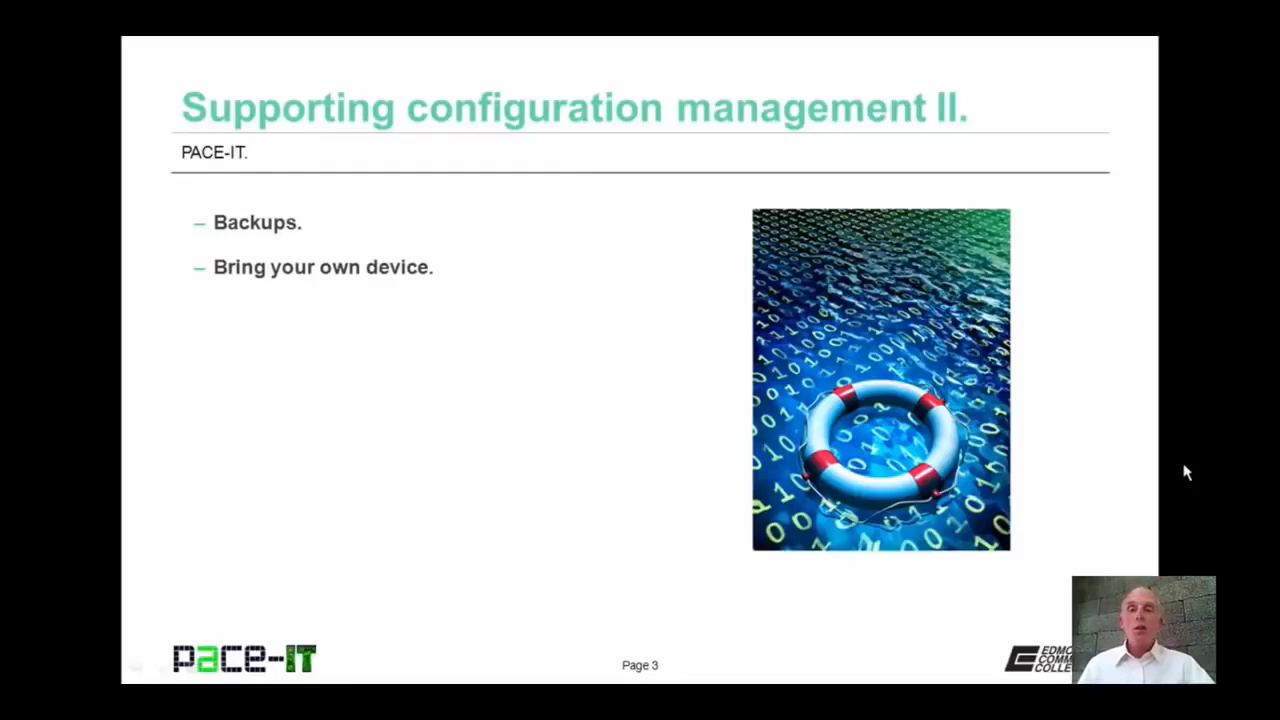 Supporting configuration management II.
PACE-IT.
– Backups.
– Bring your own device.
pace-IT
Page 3